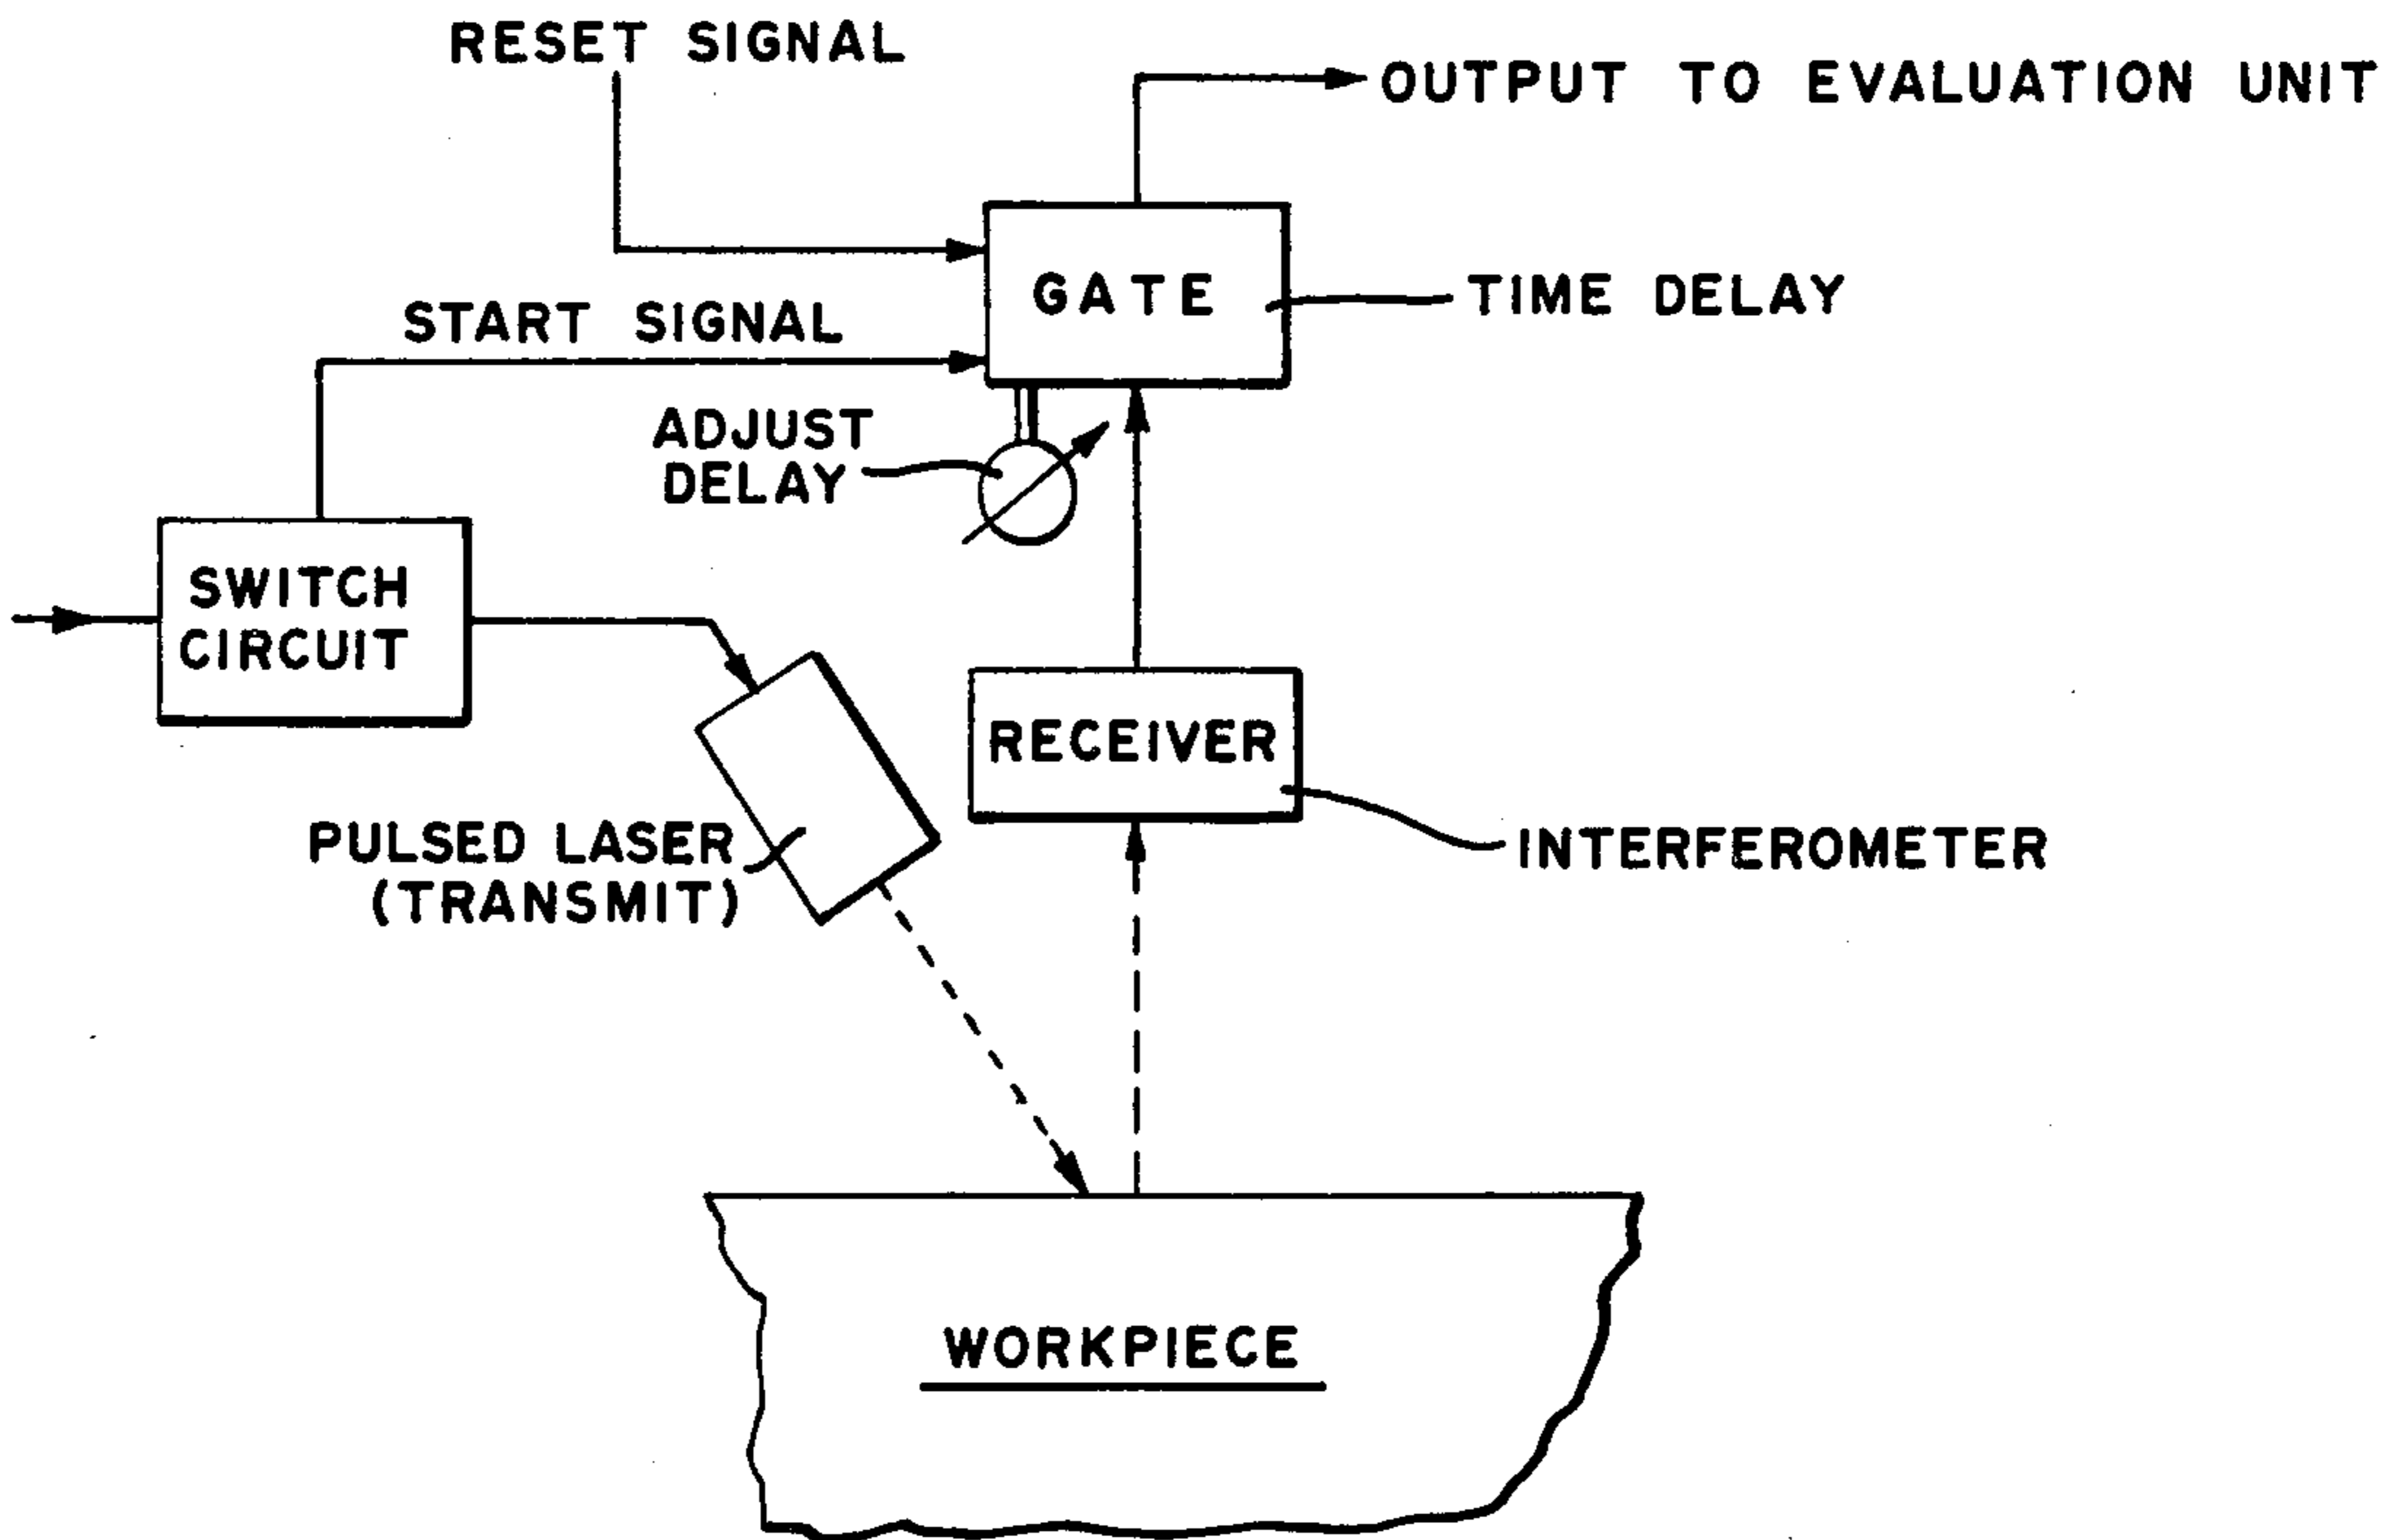 RESET SIGNAL
OUTPUT TO EVALUATION UNIT
GATE
TIME DELAY
START SIGNAL
ADJUST
DELAY
SWITCH
CIRCUIT
RECEIVER
PULSED LASER
(TRANSMIT)
INTERFEROMETER
WORKPIECE